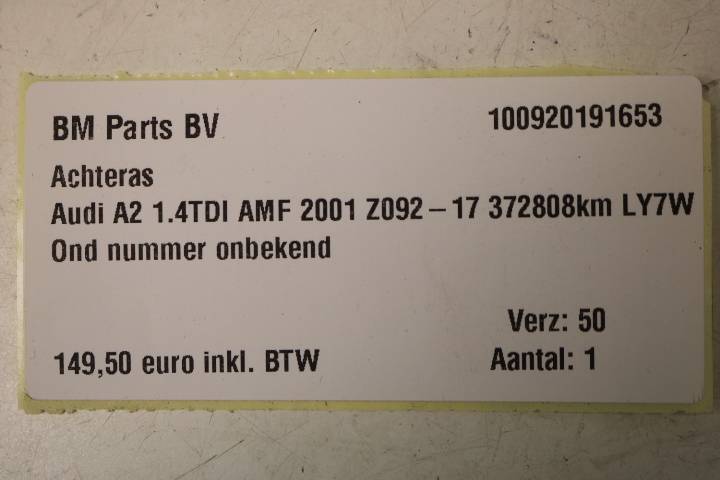 BM Parts BV 100920191653
Achteras
Audi A2 1.4TDI AMF 2001 Z092 – 17 372808km LY7W
Ond nummer onbekend
Verz: 50
149,50 euro inkl. BTW Aantal: 1